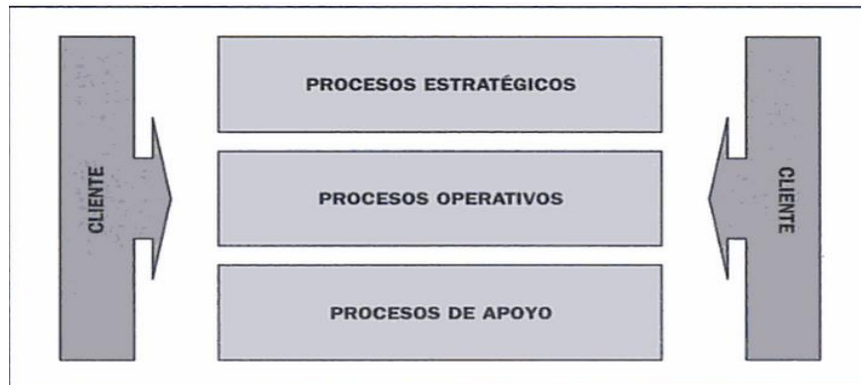 PROCESOS ESTRATÉGICOS
CLIENTE
PROCESOS OPERATIVOS
CLIENTE
PROCESOS DE APOYO